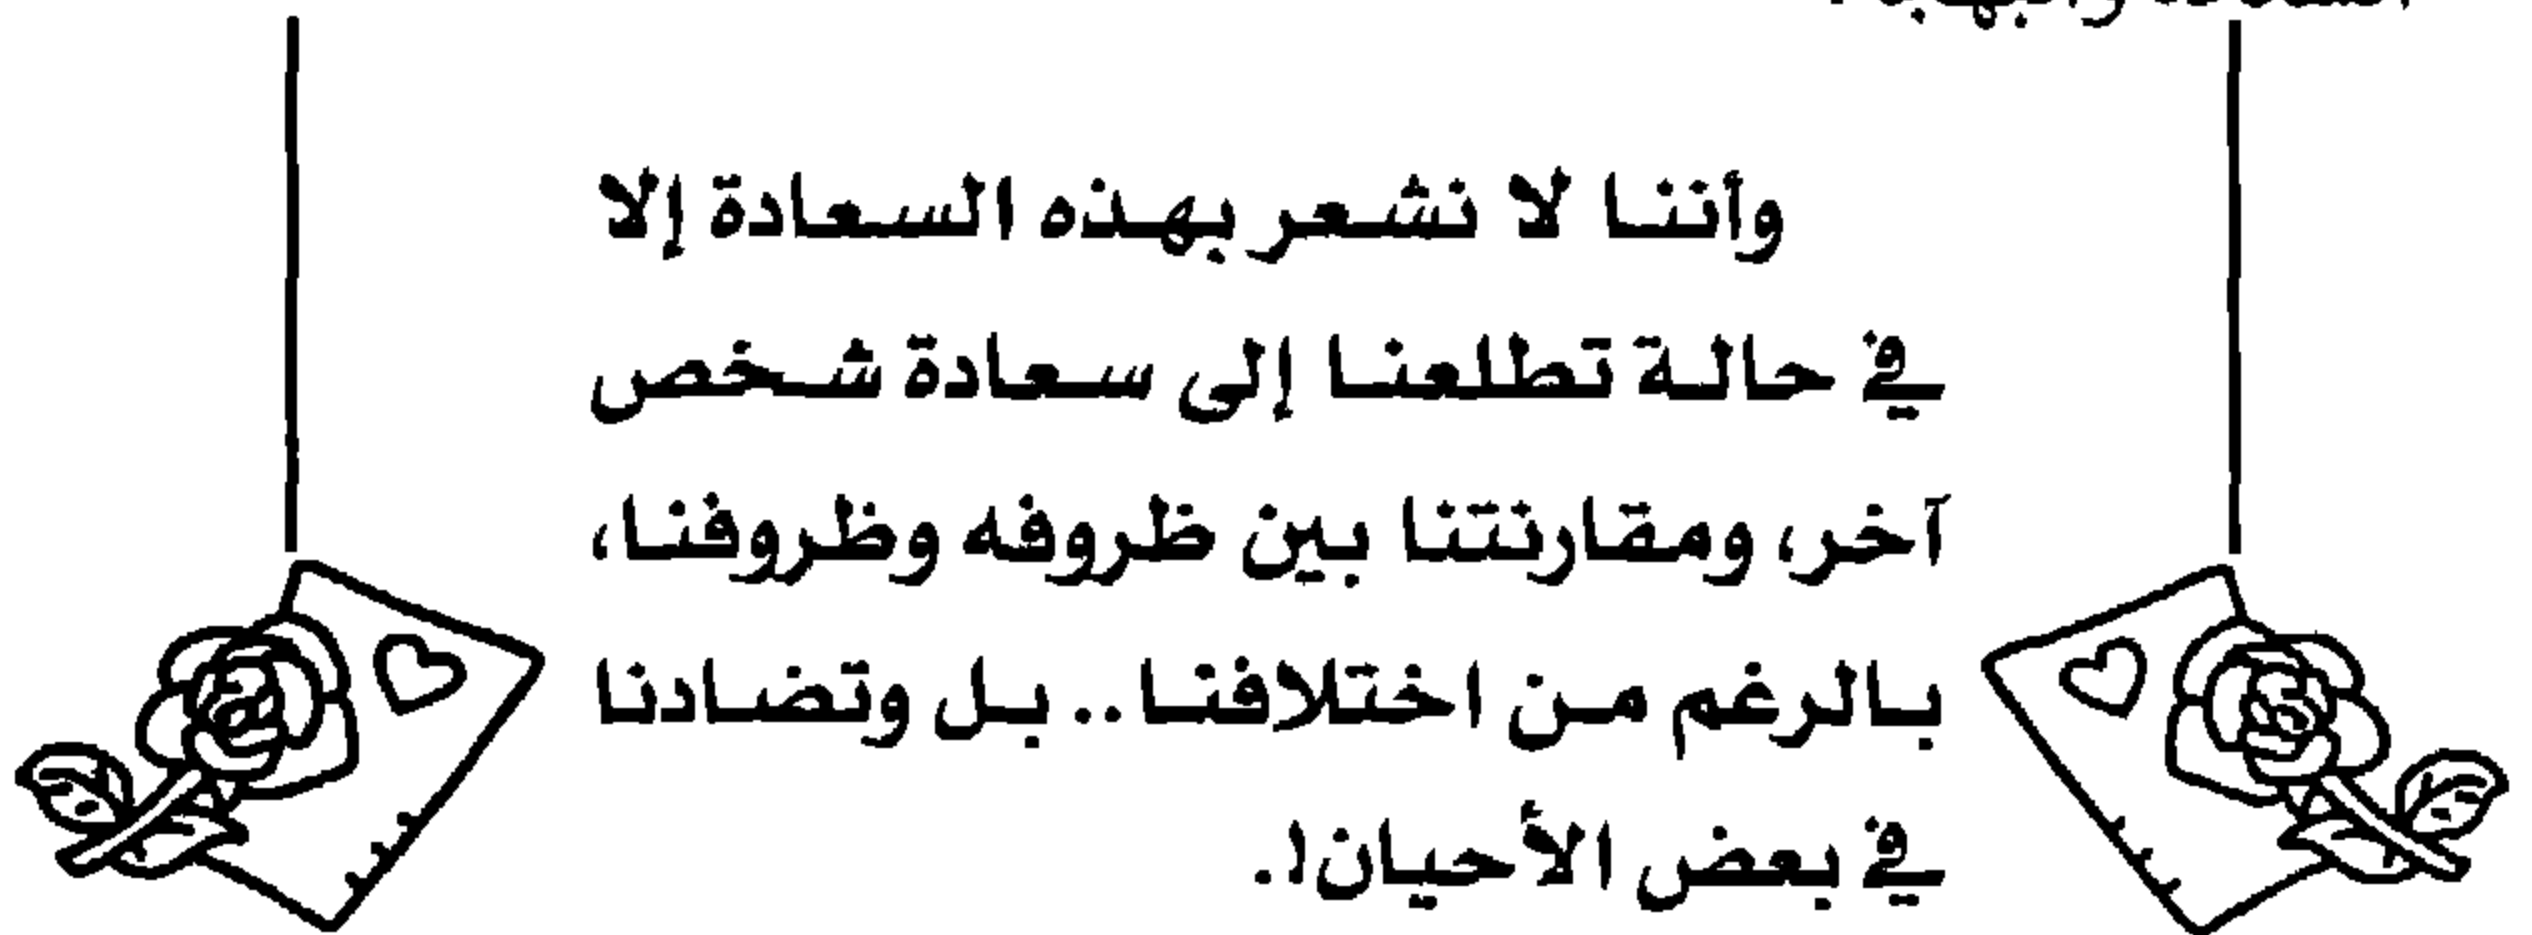 وأننا لا نشعر بهذه السعادة إلا
في حالة تطلعنا إلى سعادة شخص
آخر، ومقارنتنا بين ظروفه وظروفنا،
بالرغم من اختلافنا.. بل وتضادنا
في بعض الأحيان!.